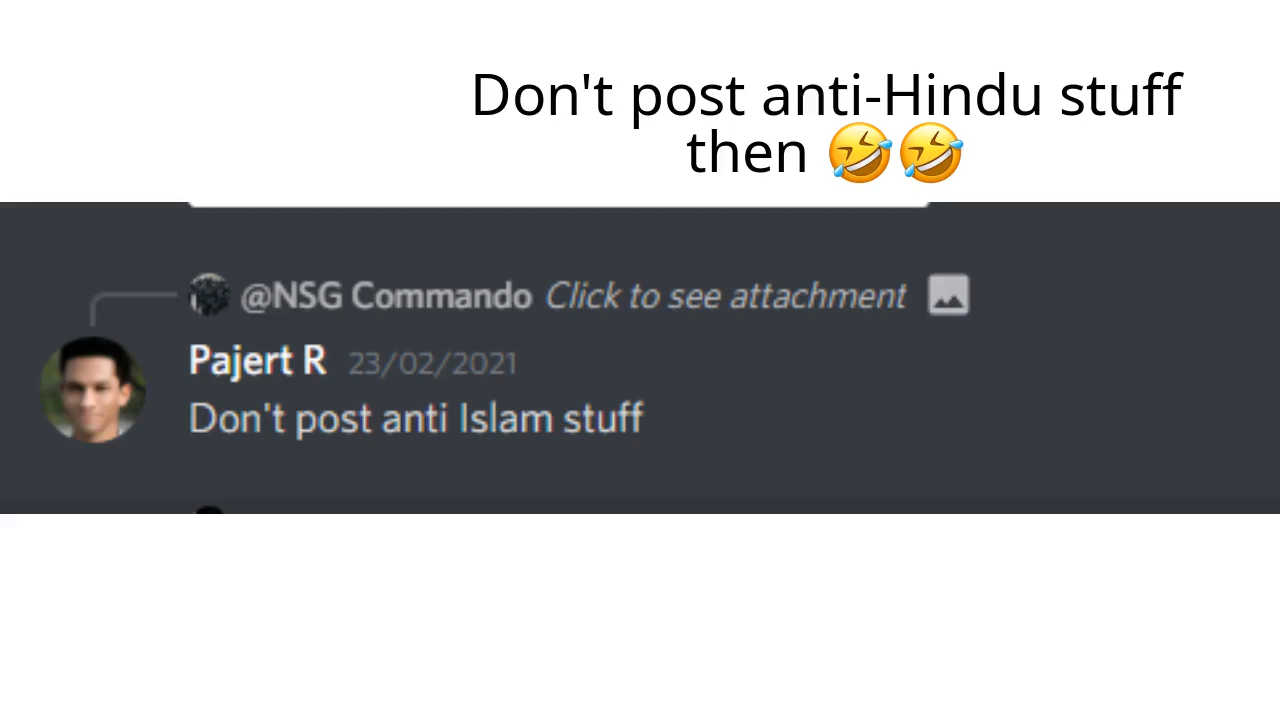 Don't post anti-Hindu stuff
then 🤣🤣
@NSG Commando Click to see attachment
Pajert R 23/02/2021
Don't post anti Islam stuff